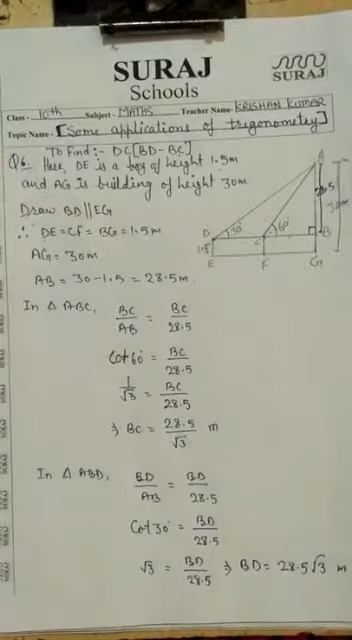 SURAJ
Schools
SURAJ
Class - 10th Subject - MATHS Teacher Name - KRISHAN KUMAR
Topic Name - [Some applications of trigonometry]
Q6. To Find:- DC[BD-BC]
Here, DE is a boy of height 1.5m
and AG is building of height 30m.
Draw BD||EG
∴ DE=CF=BG=1.5m
AG=30m
AB=30-1.5=28.5m.
A
28.5
30m
D 30° C 60° B
1.5
E F G
In △ ABC, BC/AB = BC/28.5
Cot60° = BC/28.5
1/√3 = BC/28.5
⇒ BC = 28.5/√3 m
In △ ABD, BD/AB = BD/28.5
Cot30° = BD/28.5
√3 = BD/28.5 ⇒ BD=28.5√3 m